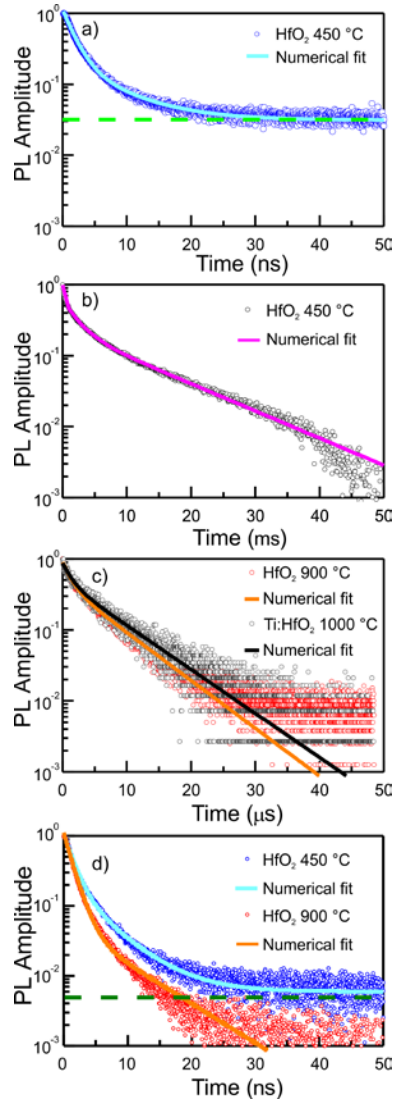 a)
HfO₂ 450 °C
Numerical fit
PL Amplitude
10⁰
10⁻¹
10⁻²
10⁻³
0 10 20 30 40 50
Time (ns)
b)
HfO₂ 450 °C
Numerical fit
PL Amplitude
10⁰
10⁻¹
10⁻²
10⁻³
0 10 20 30 40 50
Time (ms)
c)
HfO₂ 900 °C
Numerical fit
Ti:HfO₂ 1000 °C
Numerical fit
PL Amplitude
10⁰
10⁻¹
10⁻²
10⁻³
0 10 20 30 40 50
Time (μs)
d)
HfO₂ 450 °C
Numerical fit
HfO₂ 900 °C
Numerical fit
PL Amplitude
10⁰
10⁻¹
10⁻²
10⁻³
0 10 20 30 40 50
Time (ns)